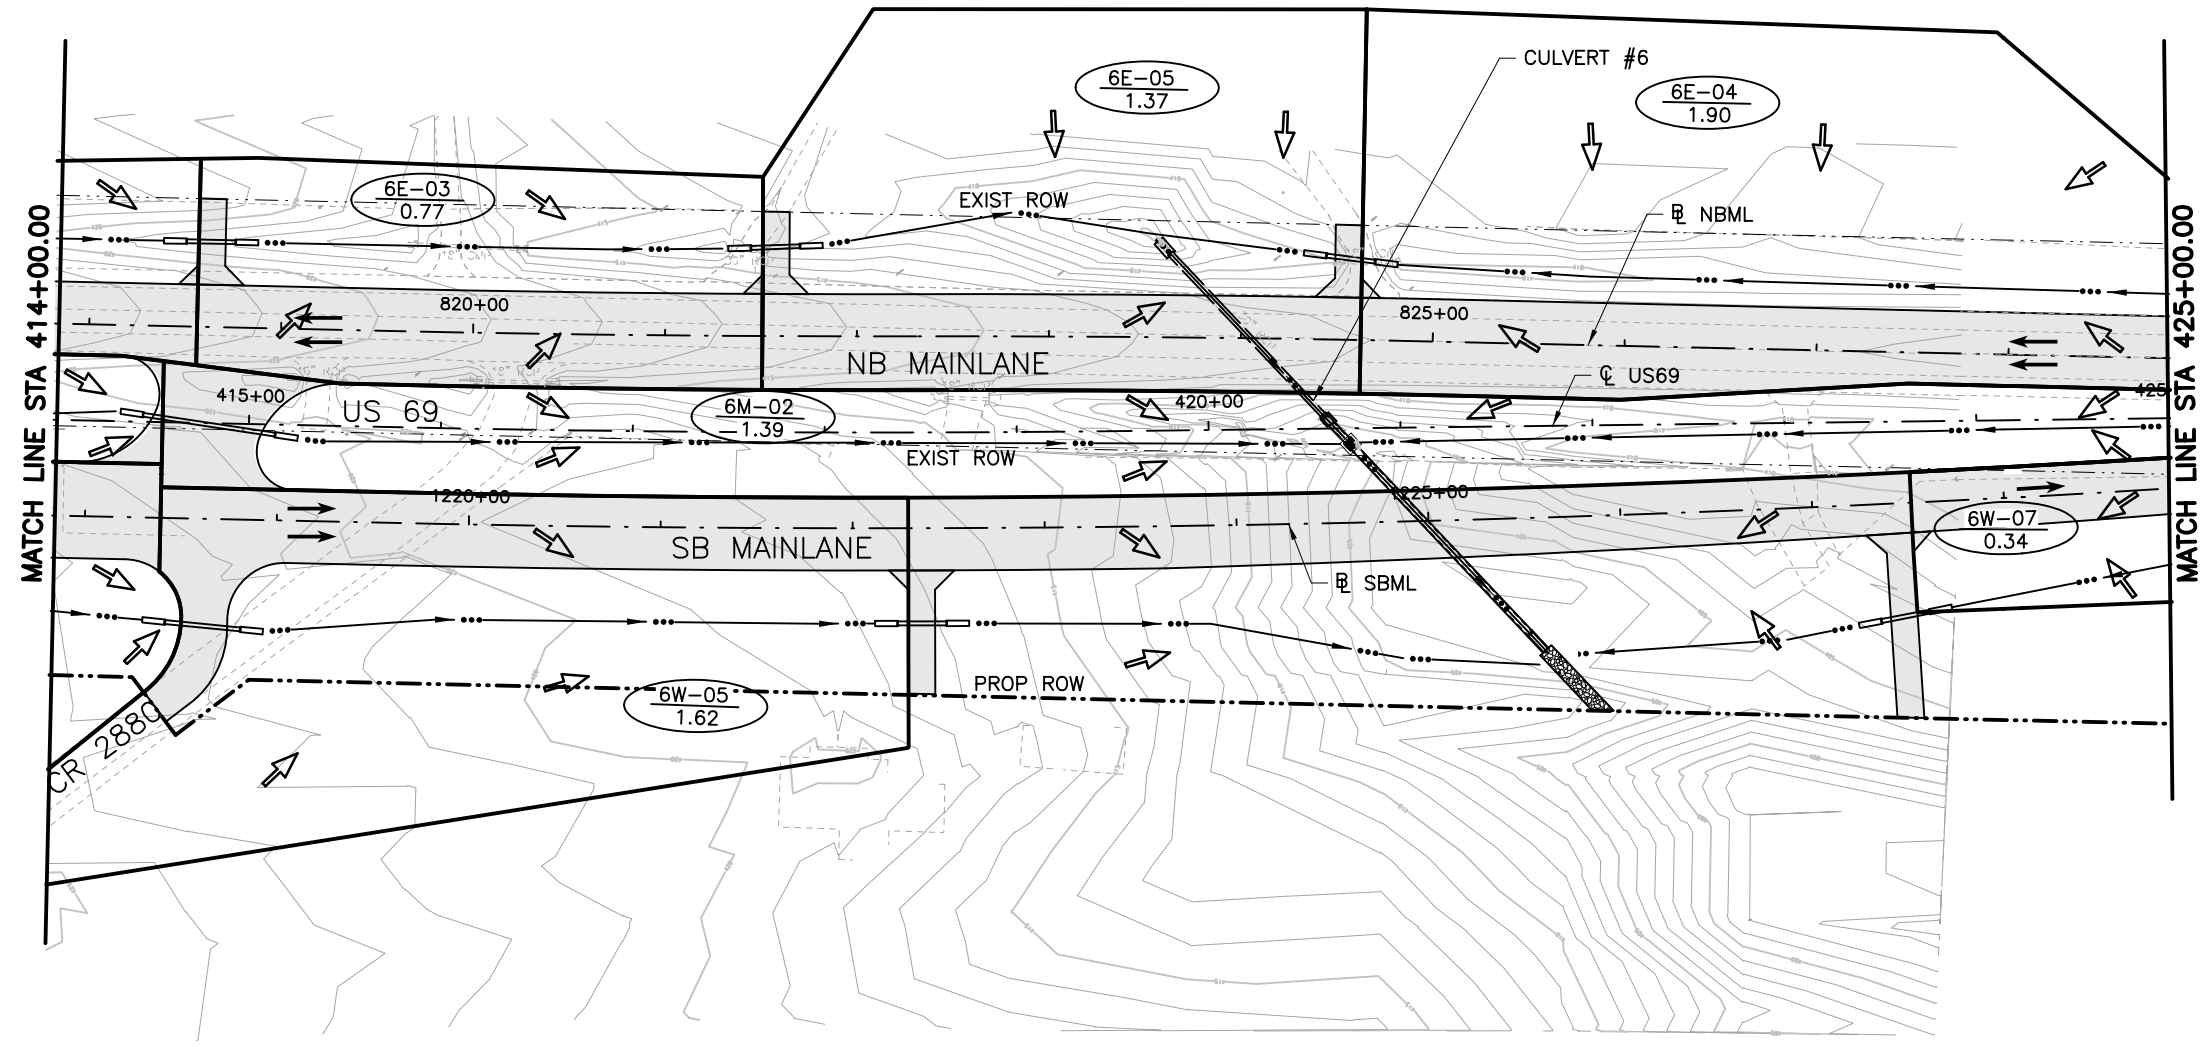 CULVERT #6
6E-05
1.37
6E-04
1.90
6E-03
0.77
EXIST ROW
NBML
820+00
825+00
NB MAINLANE
US69
415+00
US 69
6M-02
1.39
420+00
425
EXIST ROW
1220+00
1225+00
SB MAINLANE
6W-07
0.34
SBML
PROP ROW
6W-05
1.62
CR 2880
MATCH LINE STA 414+00.00
MATCH LINE STA 425+00.00